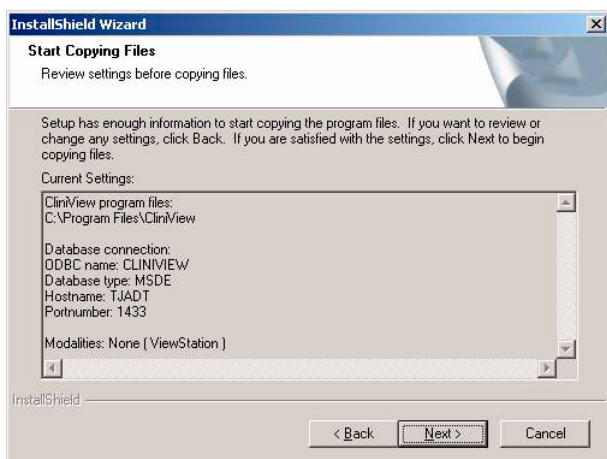 InstallShield Wizard
Start Copying Files
Review settings before copying files.
Setup has enough information to start copying the program files. If you want to review or
change any settings, click Back. If you are satisfied with the settings, click Next to begin
copying files.
Current Settings:
CliniView program files:
C:\Program Files\CliniView
Database connection:
ODBC name: CLINIVIEW
Database type: MSDE
Hostname: TJADT
Portnumber: 1433
Modalities: None ( ViewStation )
InstallShield
< Back Next > Cancel